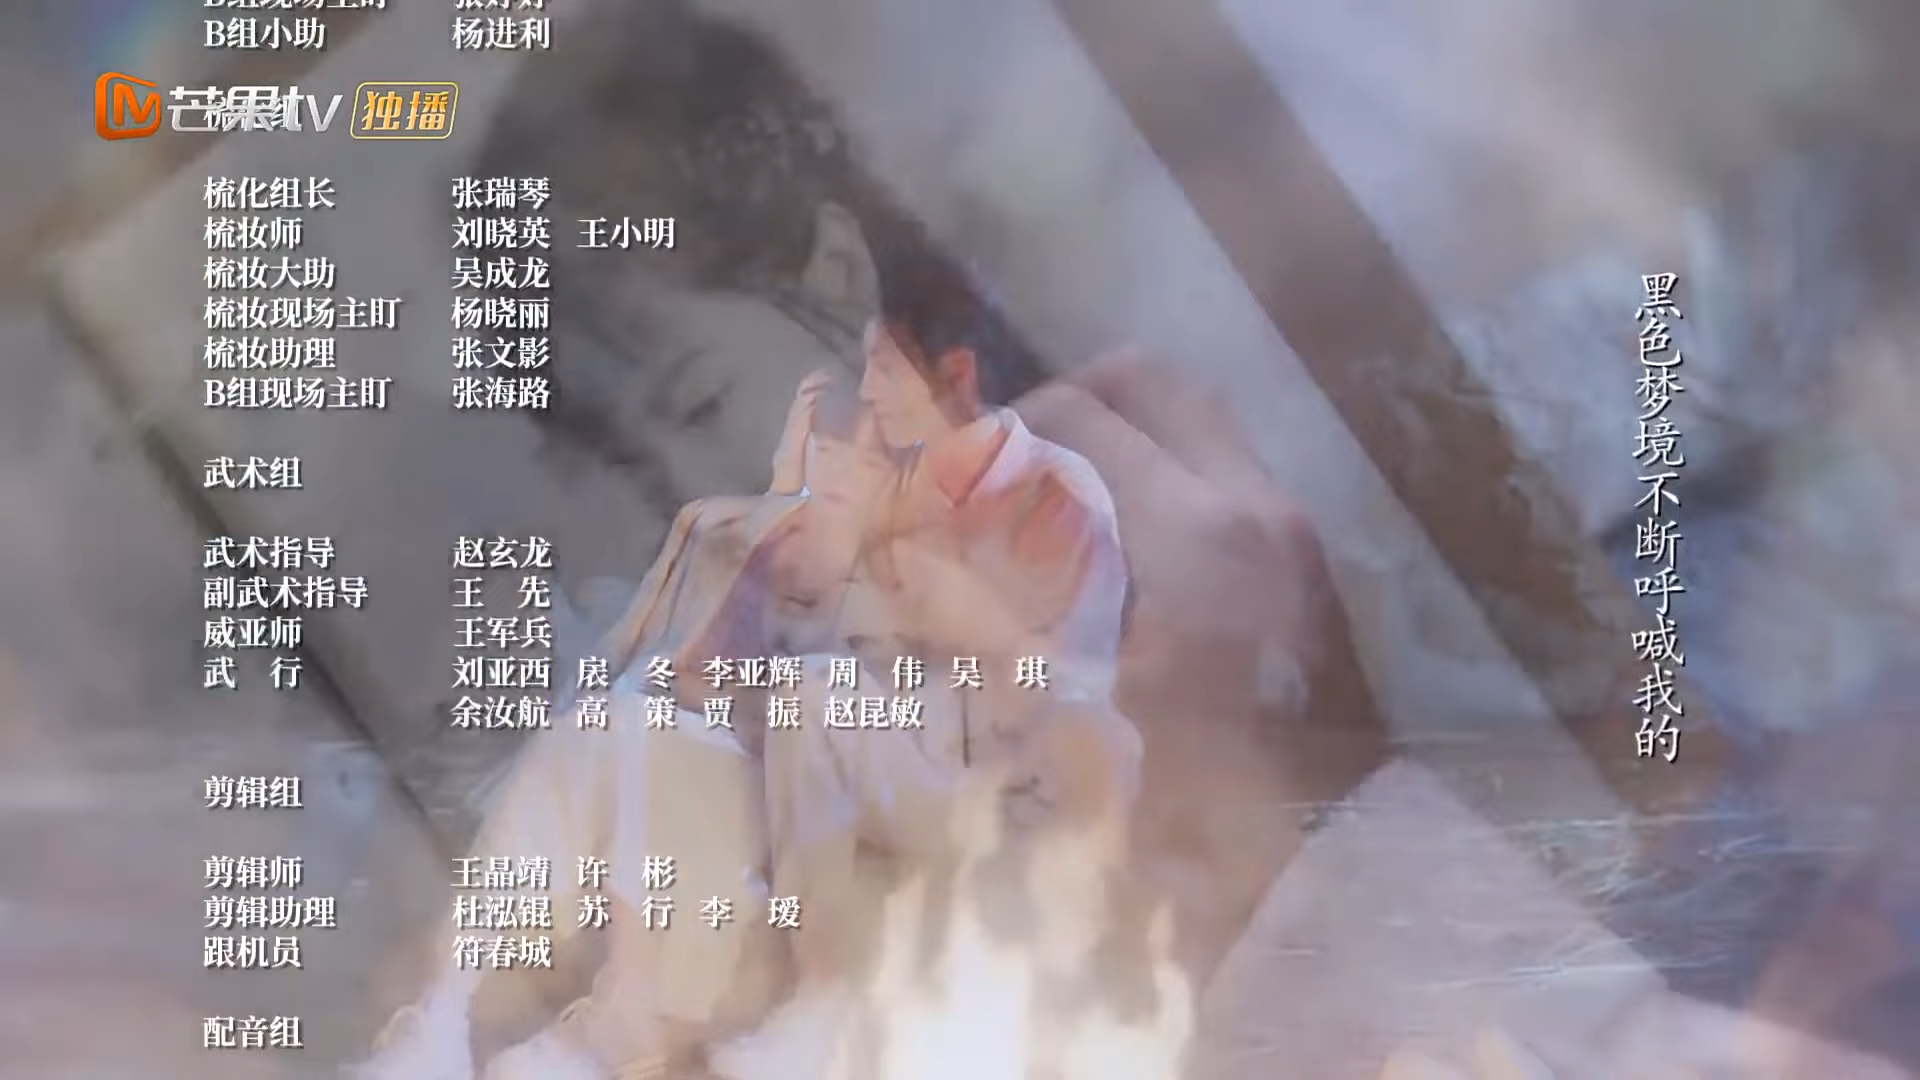 B组小助 杨进利
芒果tv 独播
梳化组长 张瑞琴
梳妆师 刘晓英 王小明
梳妆大助 吴成龙
梳妆现场主盯 杨晓丽
梳妆助理 张文影
B组现场主盯 张海路
武术组
武术指导 赵玄龙
副武术指导 王 先
威亚师 王军兵
武 行 刘亚西 扆 冬 李亚辉 周 伟 吴 琪
余汝航 高 策 贾 振 赵昆敏
剪辑组
剪辑师 王晶靖 许 彬
剪辑助理 杜泓锟 苏 行 李 瑷
跟机员 符春城
配音组
黑色梦境不断呼喊我的